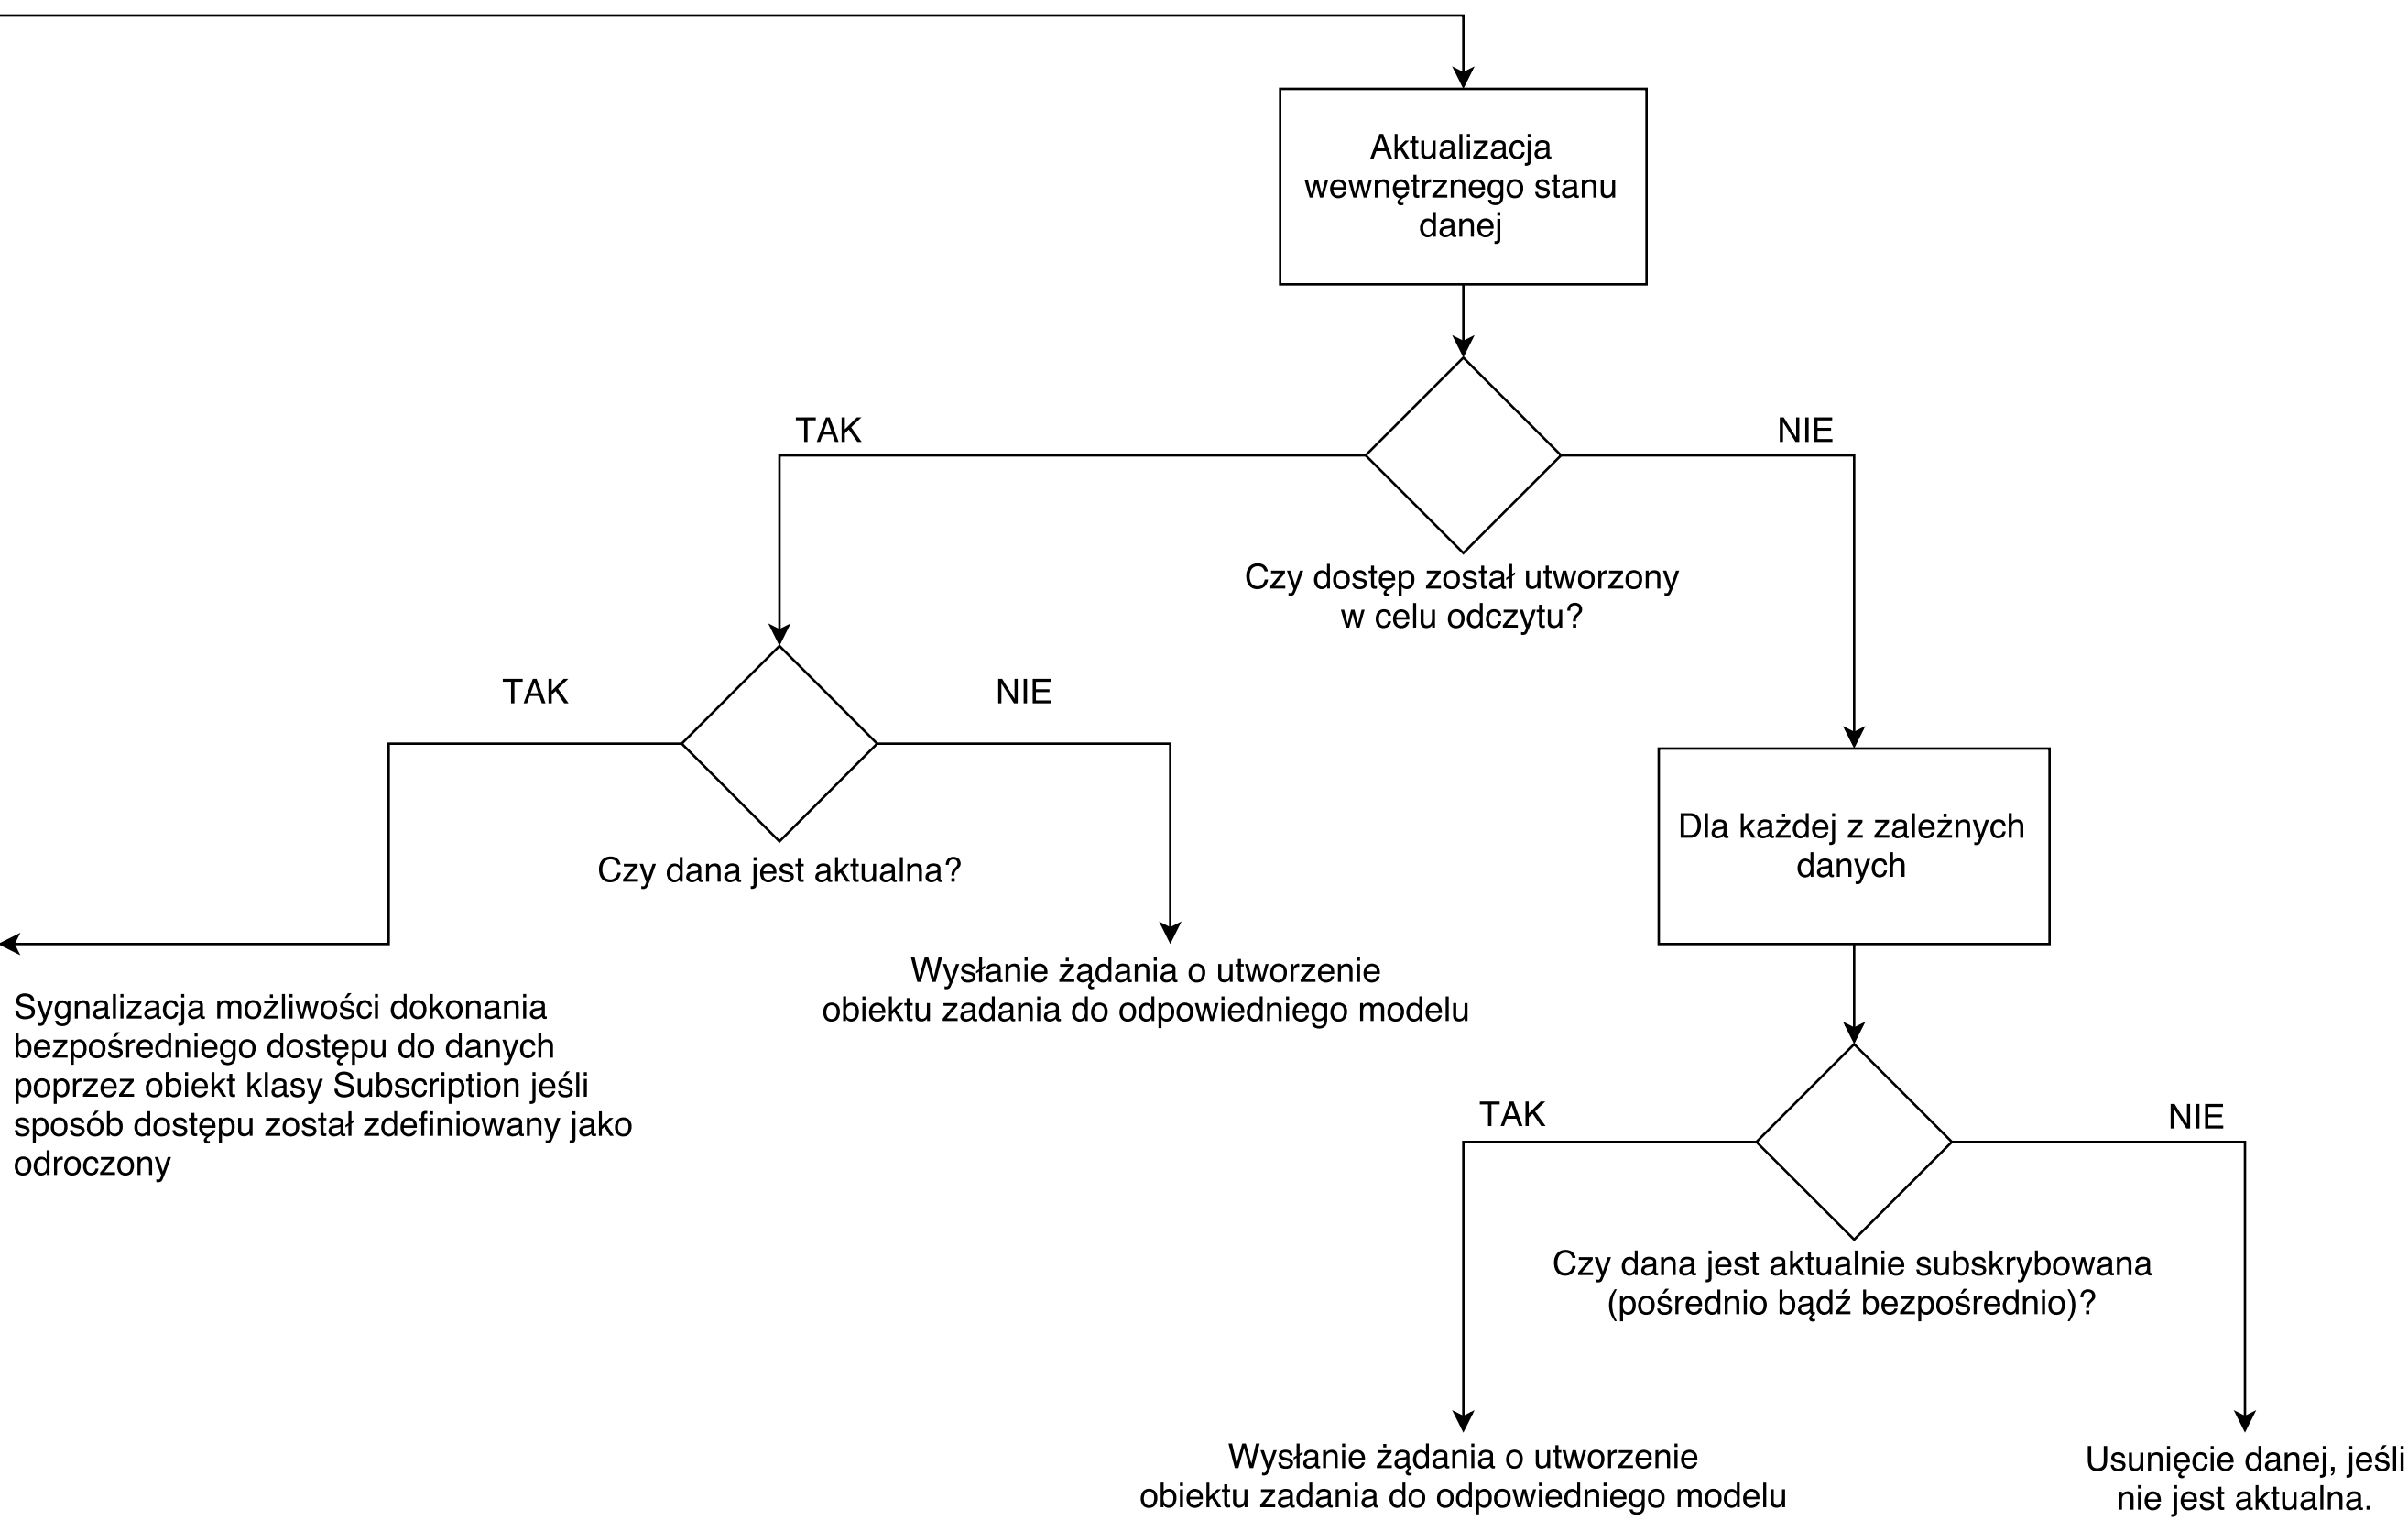 Aktualizacja
wewnętrznego stanu
danej
TAK
NIE
Czy dostęp został utworzony
w celu odczytu?
TAK
NIE
Czy dana jest aktualna?
Dla każdej z zależnych
danych
Wysłanie żądania o utworzenie
obiektu zadania do odpowiedniego modelu
Sygnalizacja możliwości dokonania
bezpośredniego dostępu do danych
poprzez obiekt klasy Subscription jeśli
sposób dostępu został zdefiniowany jako
odroczony
TAK
NIE
Czy dana jest aktualnie subskrybowana
(pośrednio bądź bezpośrednio)?
Wysłanie żądania o utworzenie
obiektu zadania do odpowiedniego modelu
Usunięcie danej, jeśli
nie jest aktualna.